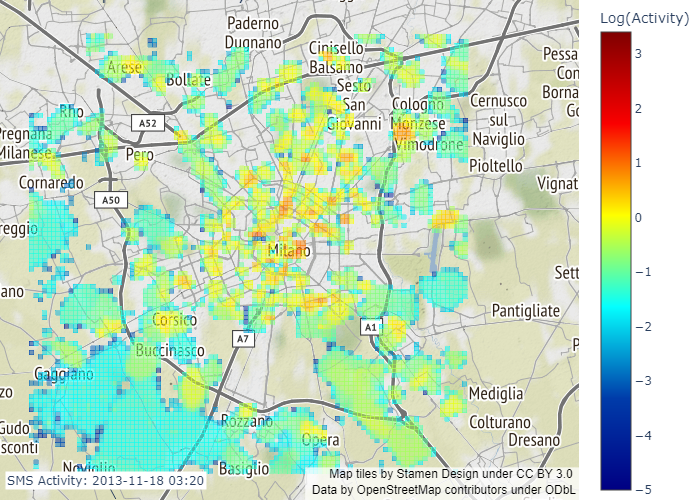 Log(Activity)
Paderno
Dugnano
Cinisello
Balsamo
Arese
Bollate
Sesto
San
Giovanni
Pessa
Con
Borna
Go
Rho
A52
Cologno
Monzese
Vimodrone
Cernusco
sul
Naviglio
Pregnana
Milanese
Pero
Pioltello
Cornaredo
A50
Vignat
reggio
Milano
Sett
ano
Pantigliate
Corsico
A7
A1
Buccinasco
P
Gaggiano
zo
Mediglia
Rozzano
Colturano
Gudo
sconti
Opera
Dresano
Noviglio
Basiglio
SMS Activity: 2013-11-18 03:20
Map tiles by Stamen Design under CC BY 3.0
Data by OpenStreetMap contributors under ODbL
3
2
1
0
−1
−2
−3
−4
−5